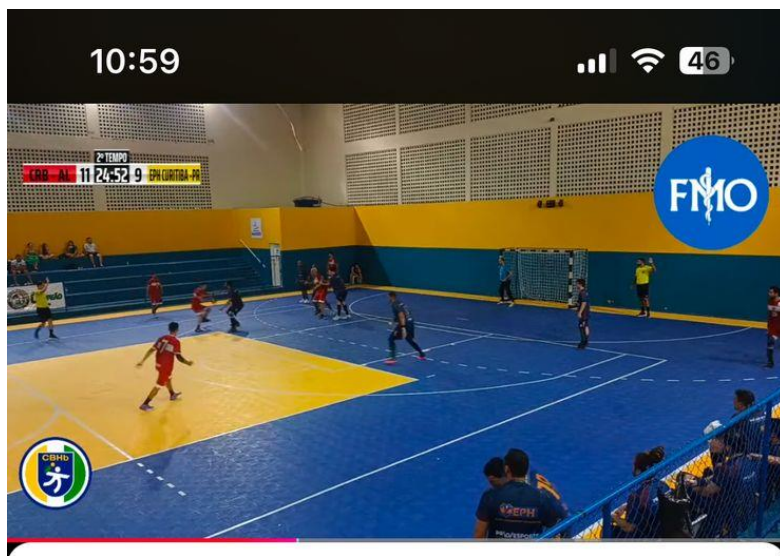 10:59
46
2º TEMPO
CRB - AL 11 24:52 9 EPH CURITIBA -PR
FMO
CBHb
EPH